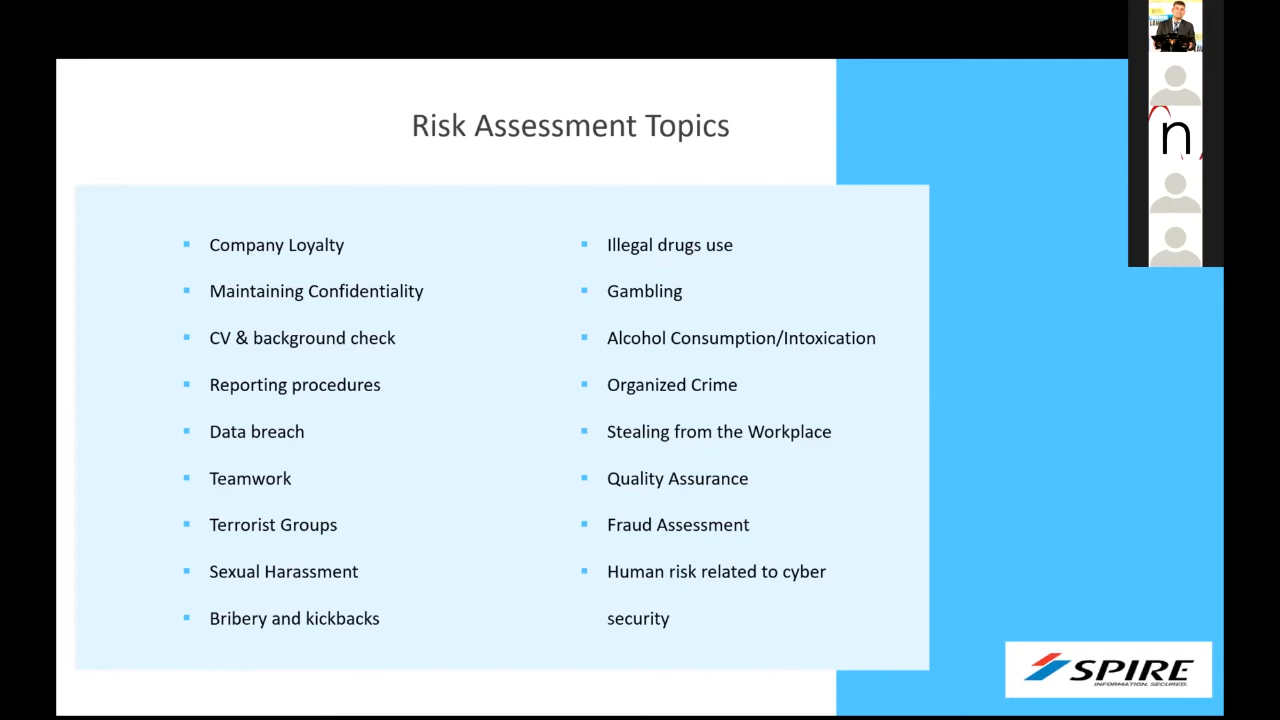 Risk Assessment Topics
Company Loyalty
Maintaining Confidentiality
CV & background check
Reporting procedures
Data breach
Teamwork
Terrorist Groups
Sexual Harassment
Bribery and kickbacks
Illegal drugs use
Gambling
Alcohol Consumption/Intoxication
Organized Crime
Stealing from the Workplace
Quality Assurance
Fraud Assessment
Human risk related to cyber
security
n
SPIRE
INFORMATION. SECURED.